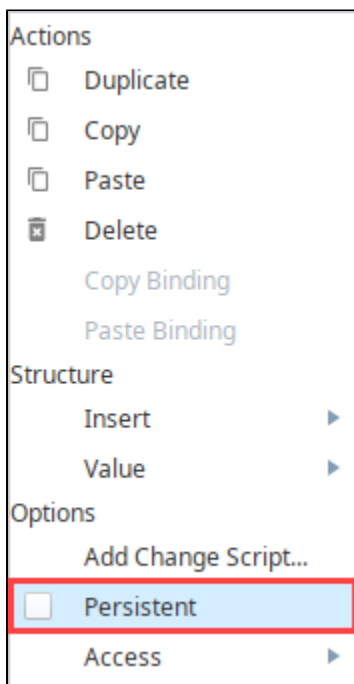 Actions
Duplicate
Copy
Paste
Delete
Copy Binding
Paste Binding
Structure
Insert
Value
Options
Add Change Script...
Persistent
Access